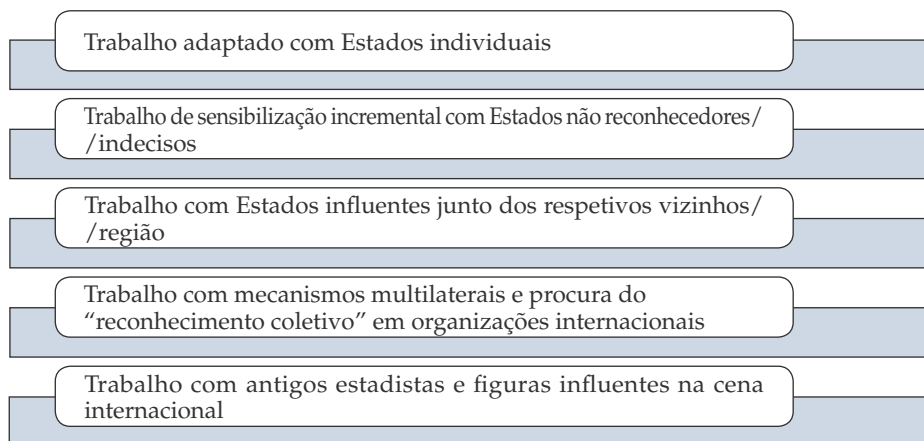 Trabalho adaptado com Estados individuais
Trabalho de sensibilização incremental com Estados não reconhecedores/
/indecisos
Trabalho com Estados influentes junto dos respetivos vizinhos/
/região
Trabalho com mecanismos multilaterais e procura do
“reconhecimento coletivo” em organizações internacionais
Trabalho com antigos estadistas e figuras influentes na cena
internacional